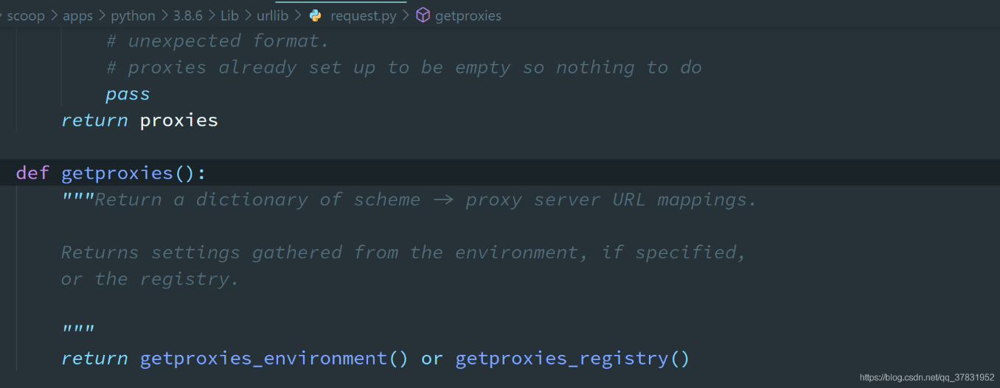 scoop > apps > python > 3.8.6 > Lib > urllib > request.py > getproxies
# unexpected format.
# proxies already set up to be empty so nothing to do
pass
return proxies
def getproxies():
"""Return a dictionary of scheme → proxy server URL mappings.
Returns settings gathered from the environment, if specified,
or the registry.
"""
return getproxies_environment() or getproxies_registry()
https://blog.csdn.net/qq_37831952